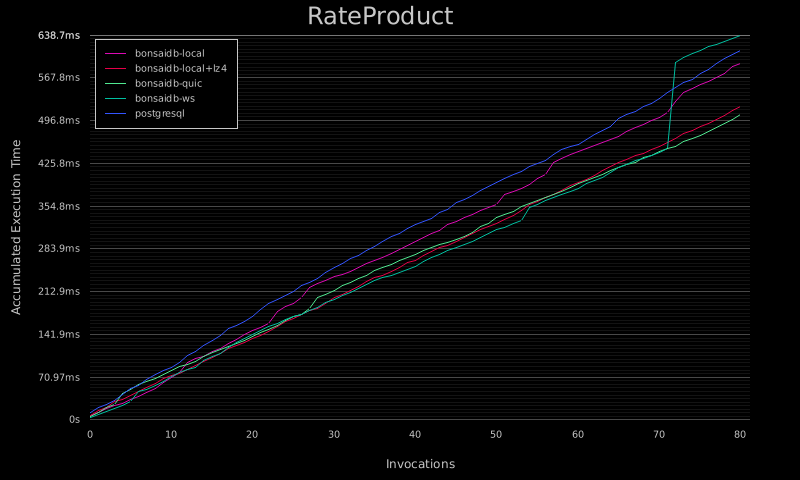 RateProduct
638.7ms
567.8ms
496.8ms
425.8ms
354.8ms
283.9ms
212.9ms
141.9ms
70.97ms
0s
Accumulated Execution Time
bonsaidb-local
bonsaidb-local+lz4
bonsaidb-quic
bonsaidb-ws
postgresql
0 10 20 30 40 50 60 70 80
Invocations